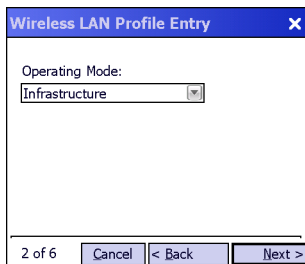 Wireless LAN Profile Entry
Operating Mode:
Infrastructure
2 of 6 Cancel < Back Next >